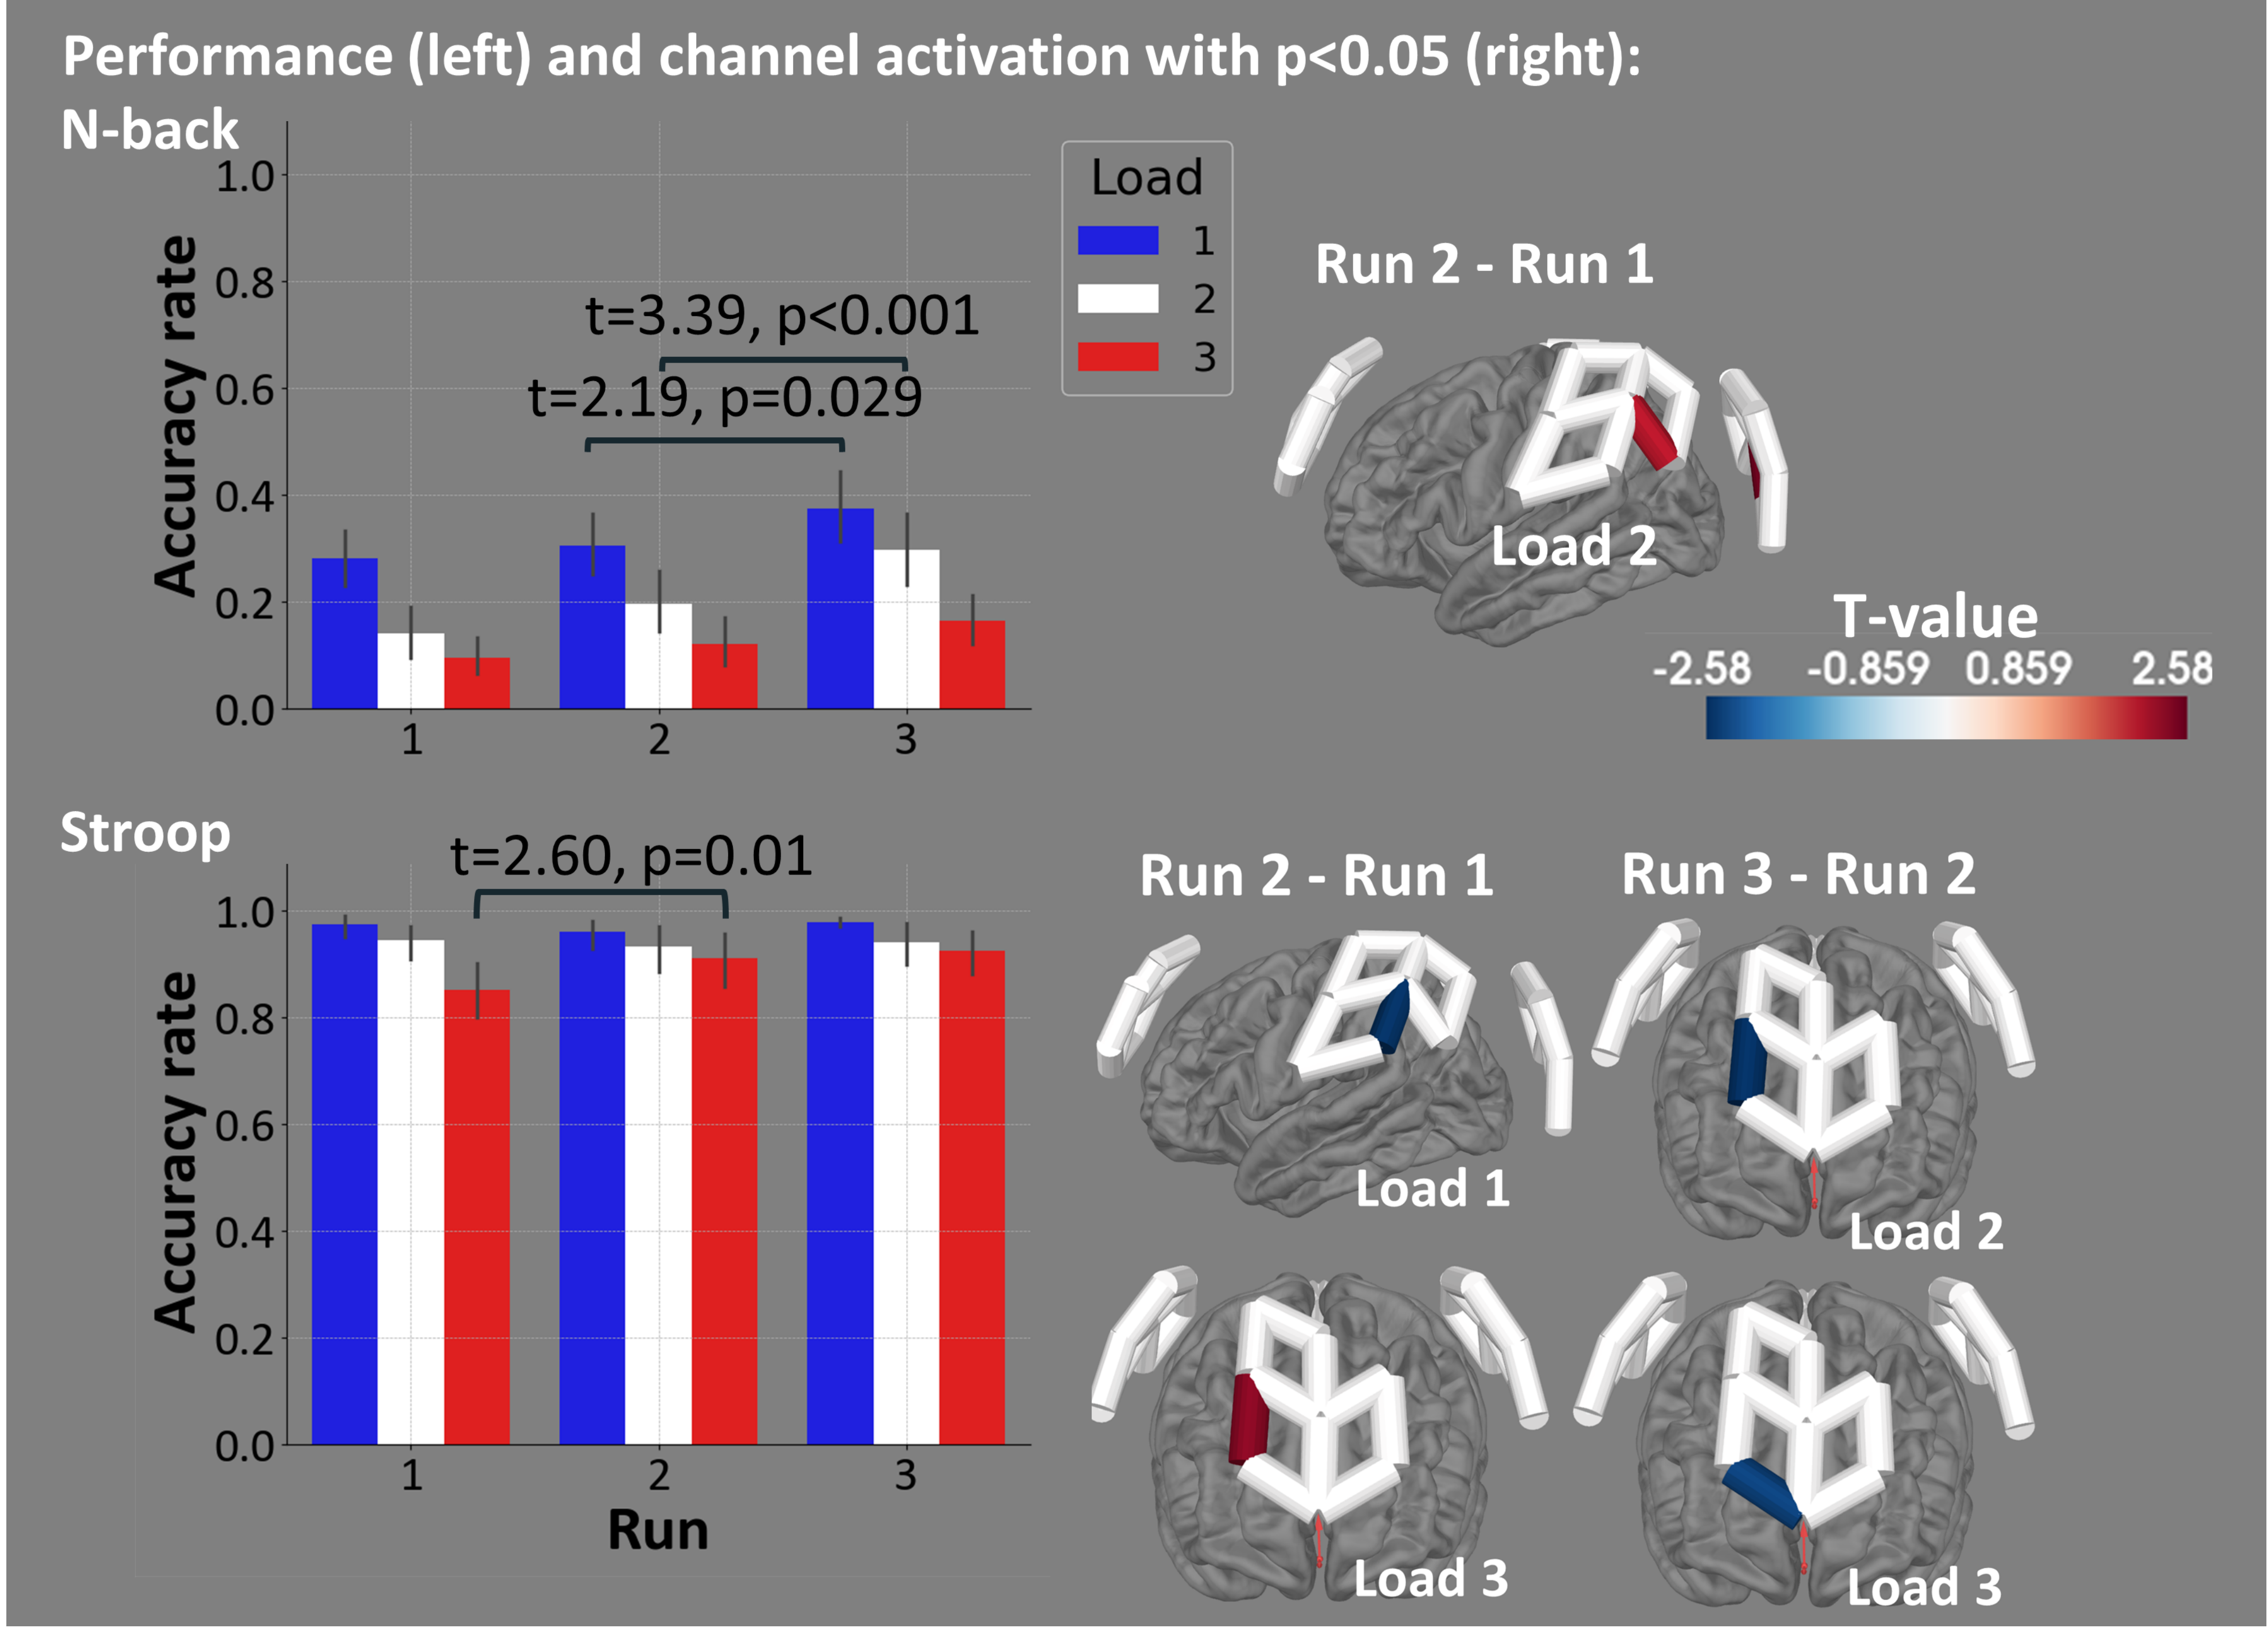 Performance (left) and channel activation with p<0.05 (right):
N-back
1.0
0.8
0.6
0.4
0.2
0.0
Accuracy rate
t=3.39, p<0.001
t=2.19, p=0.029
1 2 3
Load
1
2
3
Run 2 - Run 1
Load 2
T-value
-2.58 -0.859 0.859 2.58
Stroop
t=2.60, p=0.01
1.0
0.8
0.6
0.4
0.2
0.0
Accuracy rate
1 2 3
Run
Run 2 - Run 1
Run 3 - Run 2
Load 1
Load 2
Load 3
Load 3